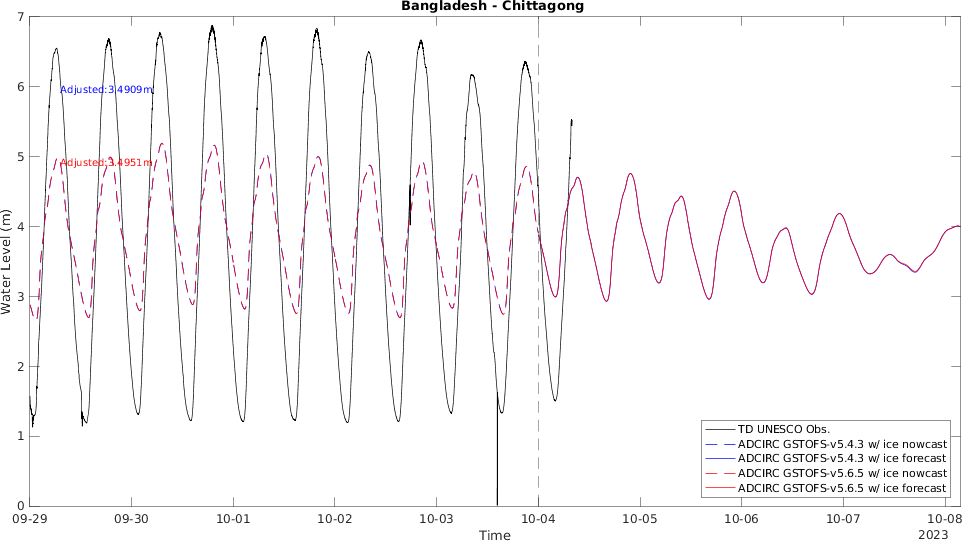 Bangladesh - Chittagong
7
6
5
4
3
2
1
0
Water Level (m)
Adjusted:3.4909m
Adjusted:3.4951m
TD UNESCO Obs.
ADCIRC GSTOFS-v5.4.3 w/ ice nowcast
ADCIRC GSTOFS-v5.4.3 w/ ice forecast
ADCIRC GSTOFS-v5.6.5 w/ ice nowcast
ADCIRC GSTOFS-v5.6.5 w/ ice forecast
09-29 09-30 10-01 10-02 10-03 10-04 10-05 10-06 10-07 10-08
Time
2023